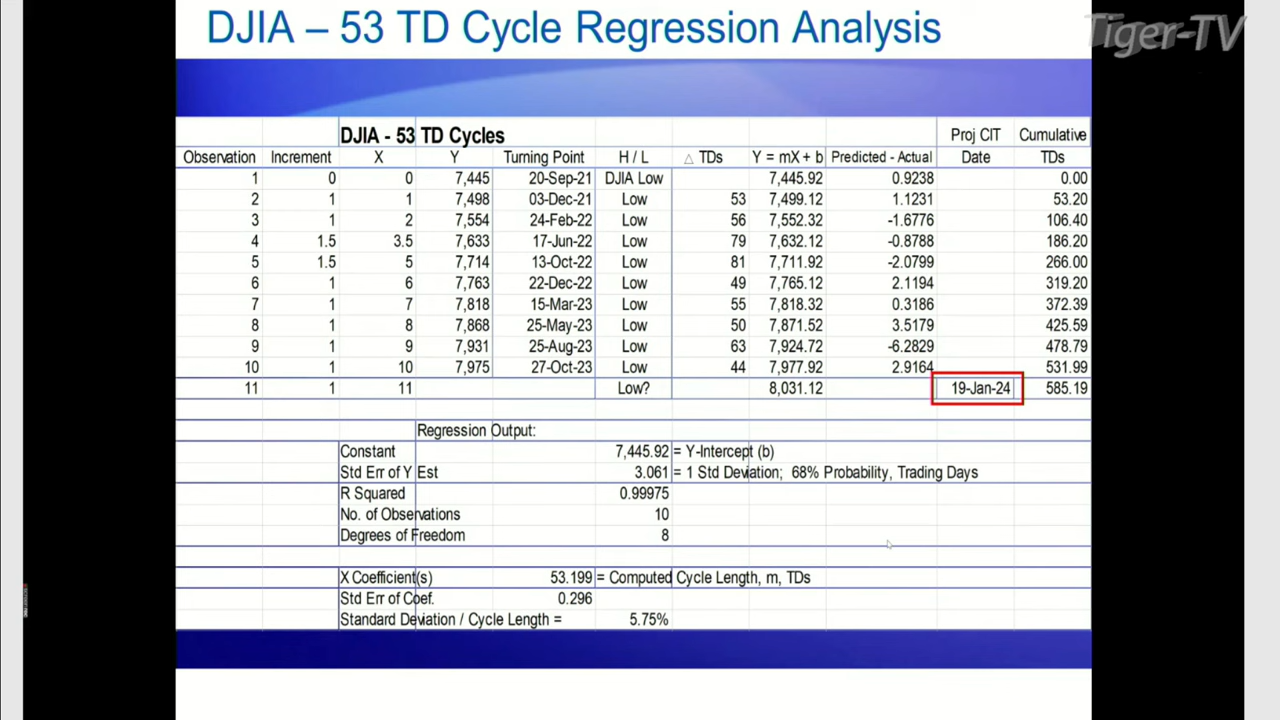 DJIA – 53 TD Cycle Regression Analysis
Tiger-TV
DJIA - 53 TD Cycles Proj CIT Cumulative
Observation Increment X Y Turning Point H / L △ TDs Y = mX + b Predicted - Actual Date TDs
1 0 0 7,445 20-Sep-21 DJIA Low 7,445.92 0.9238 0.00
2 1 1 7,498 03-Dec-21 Low 53 7,499.12 1.1231 53.20
3 1 2 7,554 24-Feb-22 Low 56 7,552.32 -1.6776 106.40
4 1.5 3.5 7,633 17-Jun-22 Low 79 7,632.12 -0.8788 186.20
5 1.5 5 7,714 13-Oct-22 Low 81 7,711.92 -2.0799 266.00
6 1 6 7,763 22-Dec-22 Low 49 7,765.12 2.1194 319.20
7 1 7 7,818 15-Mar-23 Low 55 7,818.32 0.3186 372.39
8 1 8 7,868 25-May-23 Low 50 7,871.52 3.5179 425.59
9 1 9 7,931 25-Aug-23 Low 63 7,924.72 -6.2829 478.79
10 1 10 7,975 27-Oct-23 Low 44 7,977.92 2.9164 531.99
11 1 11 Low? 8,031.12 19-Jan-24 585.19
Regression Output:
Constant 7,445.92 = Y-Intercept (b)
Std Err of Y Est 3.061 = 1 Std Deviation; 68% Probability, Trading Days
R Squared 0.99975
No. of Observations 10
Degrees of Freedom 8
X Coefficient(s) 53.199 = Computed Cycle Length, m, TDs
Std Err of Coef. 0.296
Standard Deviation / Cycle Length = 5.75%